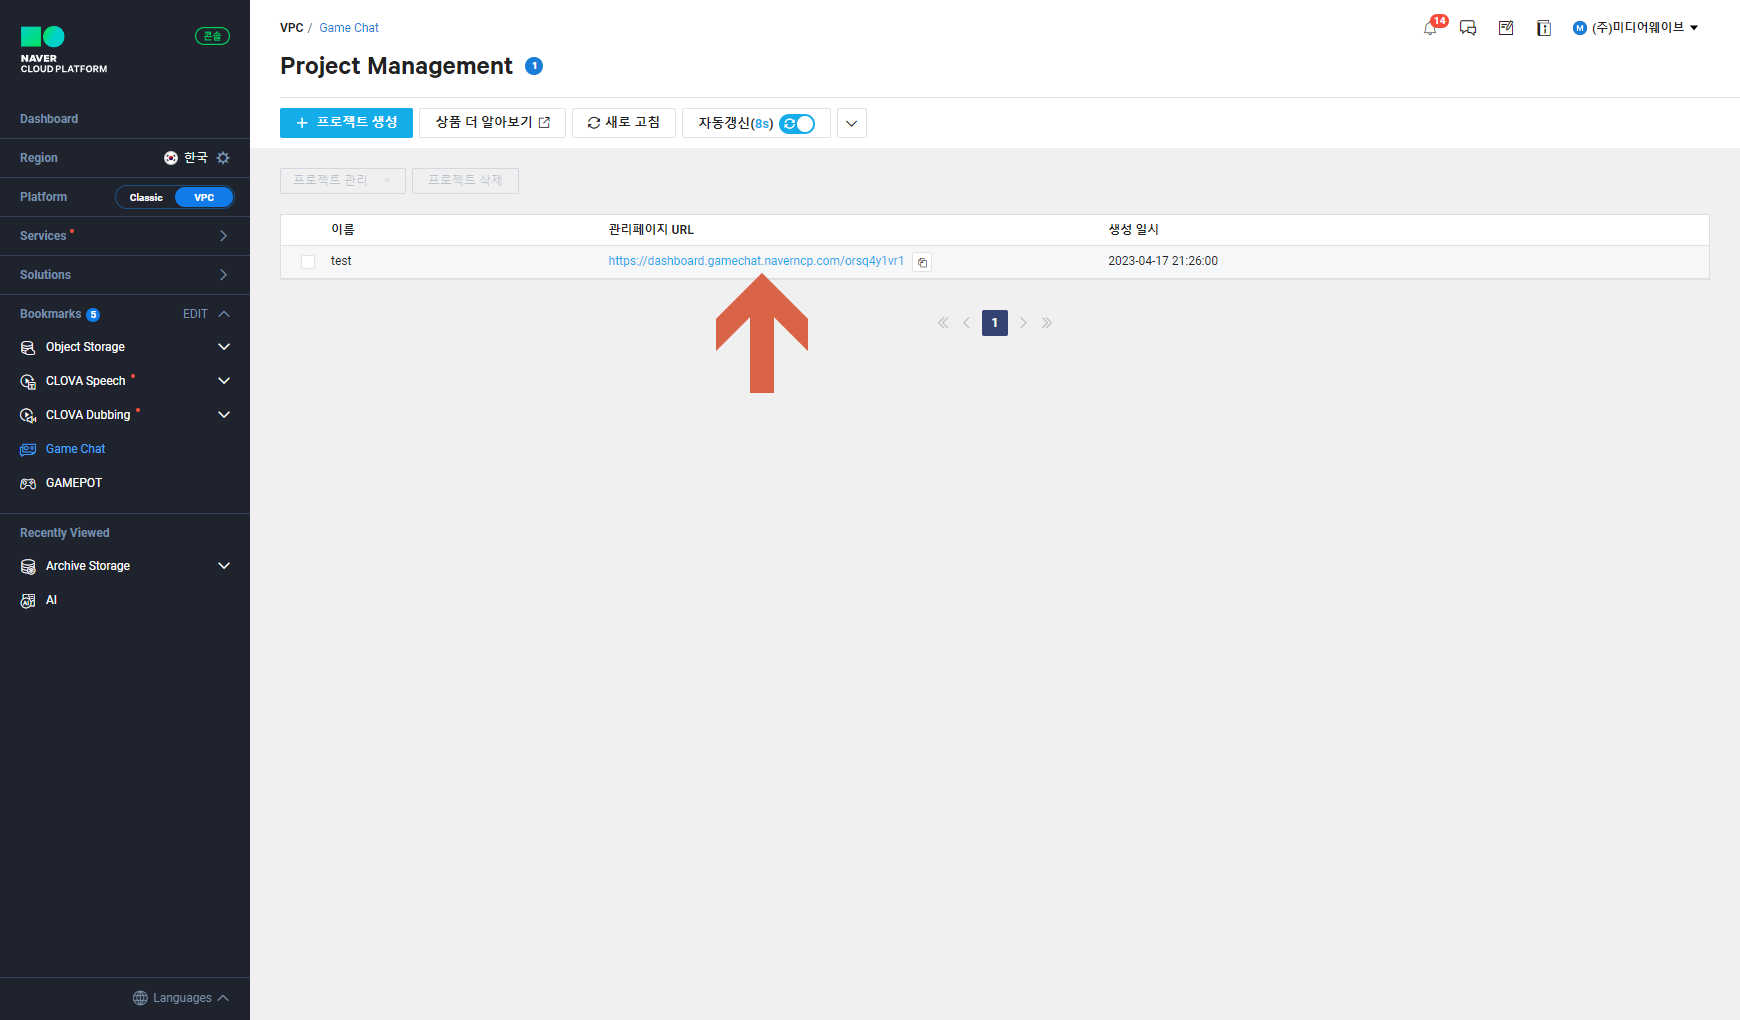 NAVER
CLOUD PLATFORM
콘솔
Dashboard
Region 한국
Platform Classic VPC
Services
Solutions
Bookmarks 5 EDIT
Object Storage
CLOVA Speech
CLOVA Dubbing
Game Chat
GAMEPOT
Recently Viewed
Archive Storage
AI
Languages
VPC / Game Chat
14 M (주)미디어웨이브
Project Management 1
+ 프로젝트 생성 상품 더 알아보기 새로 고침 자동갱신(8s)
프로젝트 관리 프로젝트 삭제
이름 관리페이지 URL 생성 일시
test https://dashboard.gamechat.naverncp.com/orsq4y1vr1 2023-04-17 21:26:00
1